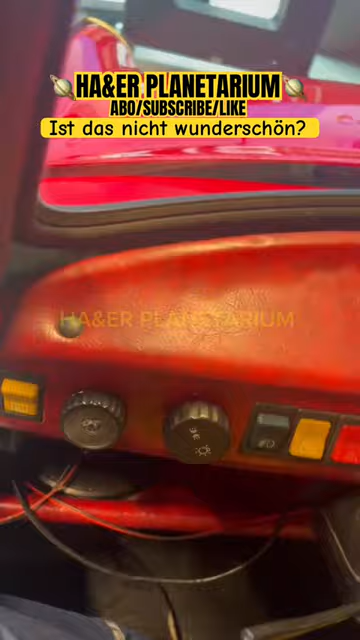 🪐HA&ER PLANETARIUM🪐
ABO/SUBSCRIBE/LIKE
Ist das nicht wunderschön?
HA&ER PLANETARIUM